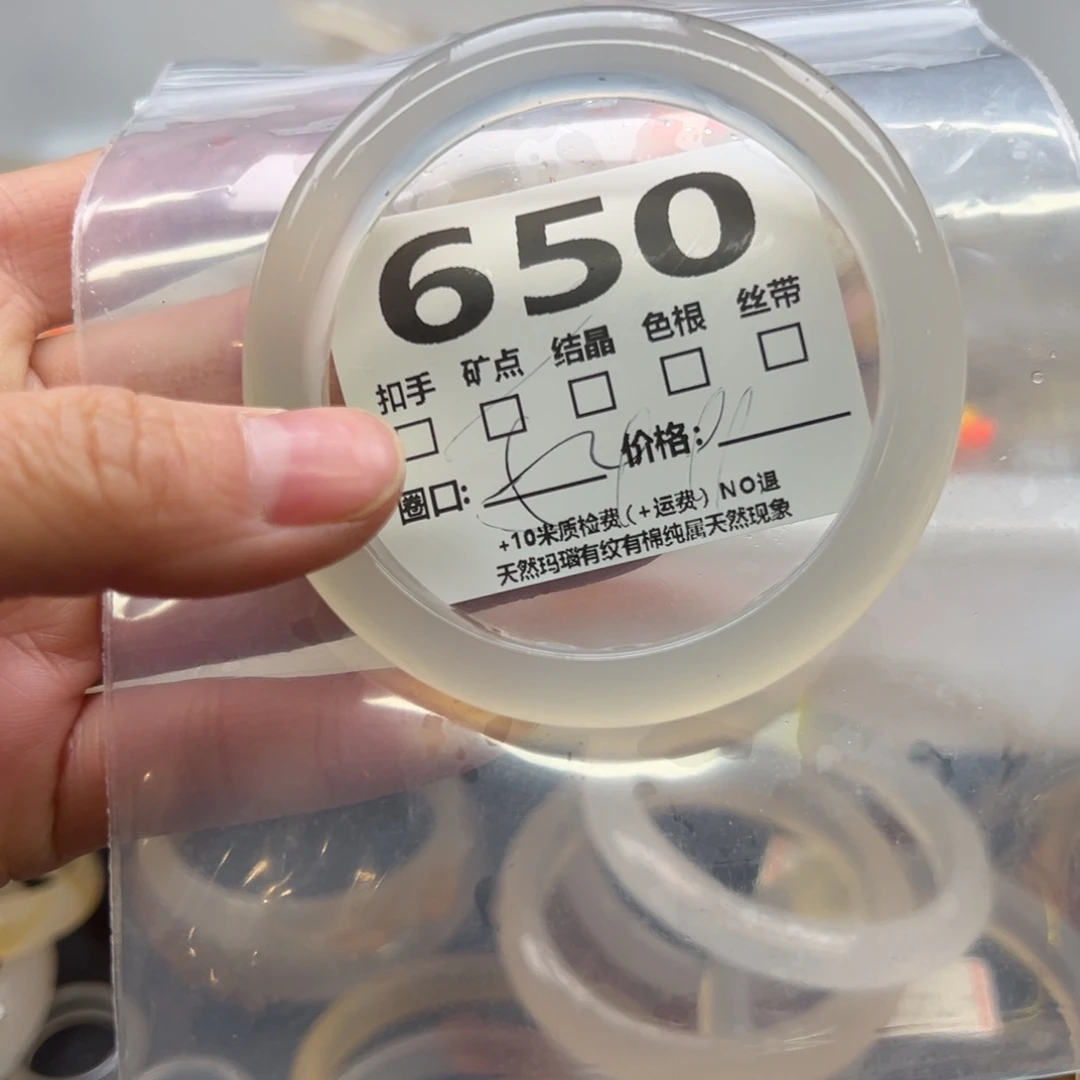 650
扣手 矿点 结晶 色根 丝带
圈口: 价格:
+10米质检费(+运费) NO退
天然玛瑙有纹有棉纯属天然现象